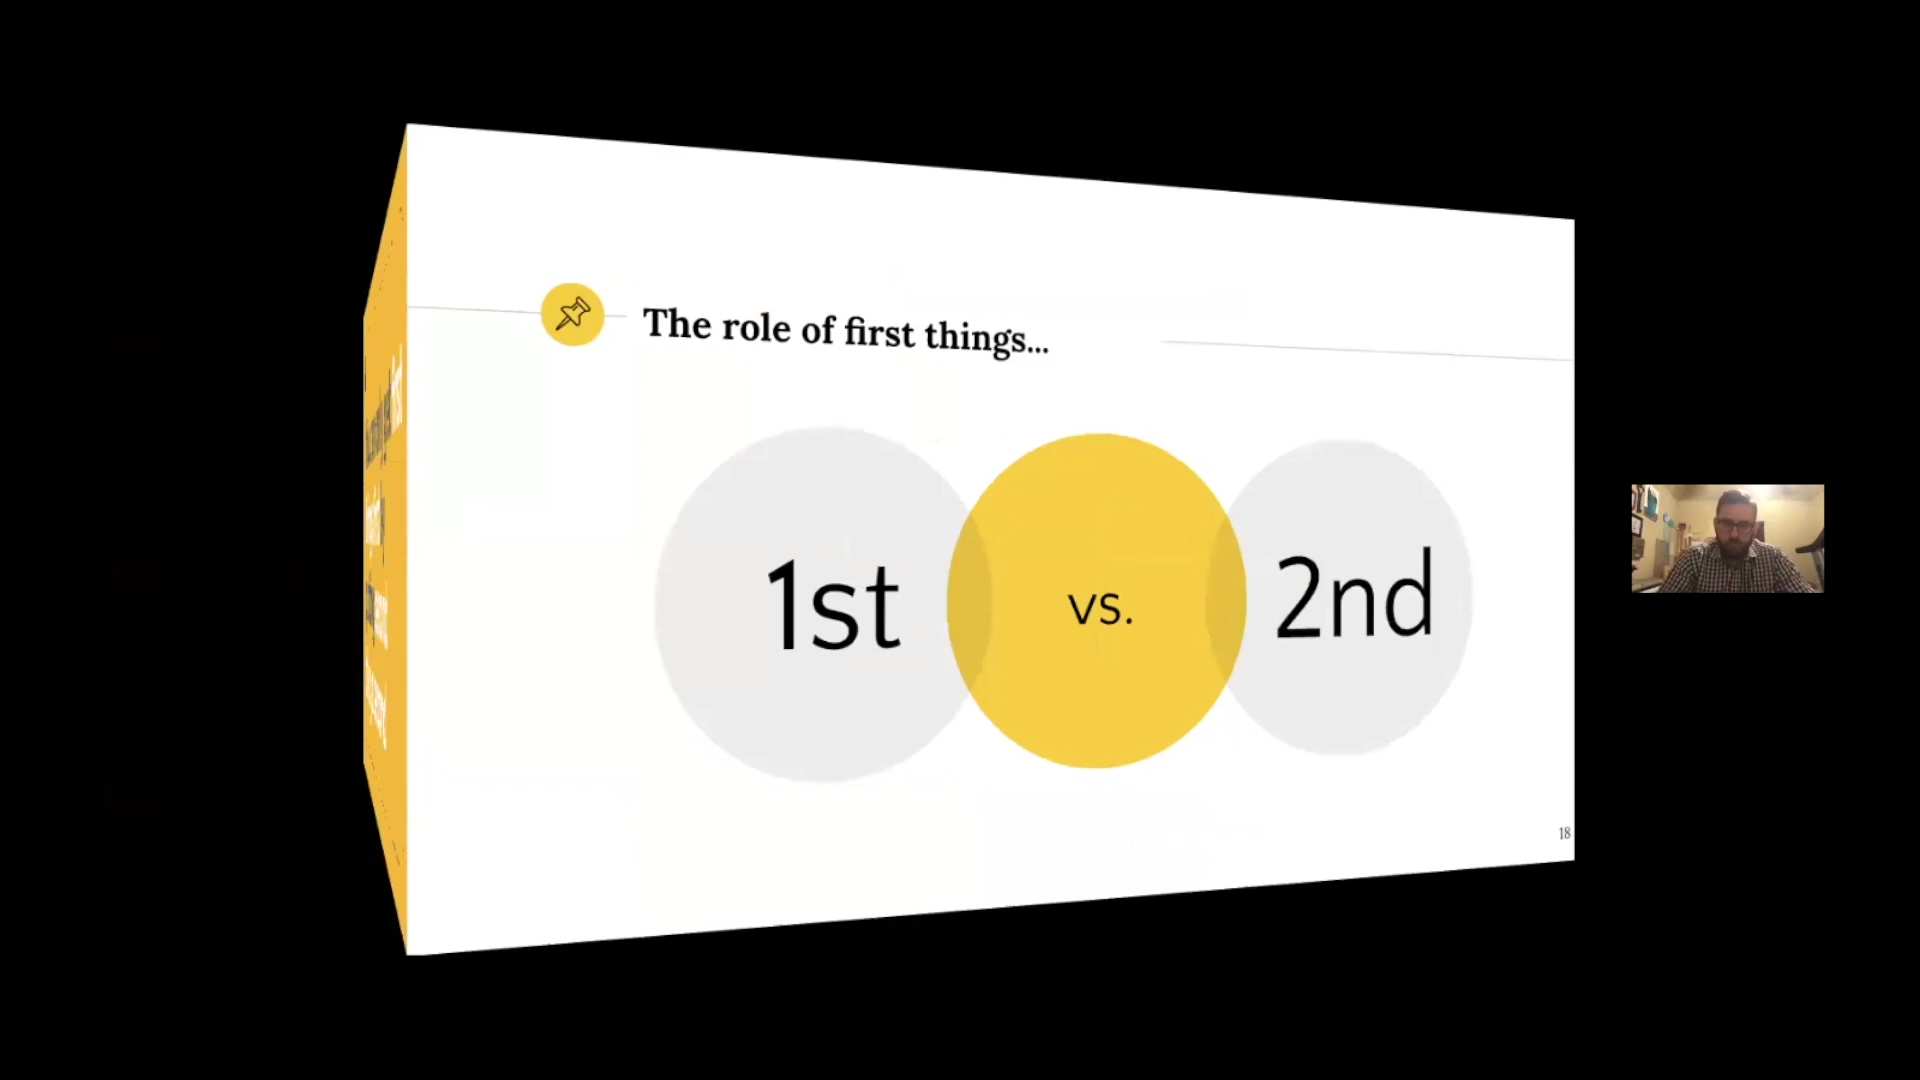 The role of first things...
1st
vs.
2nd
18